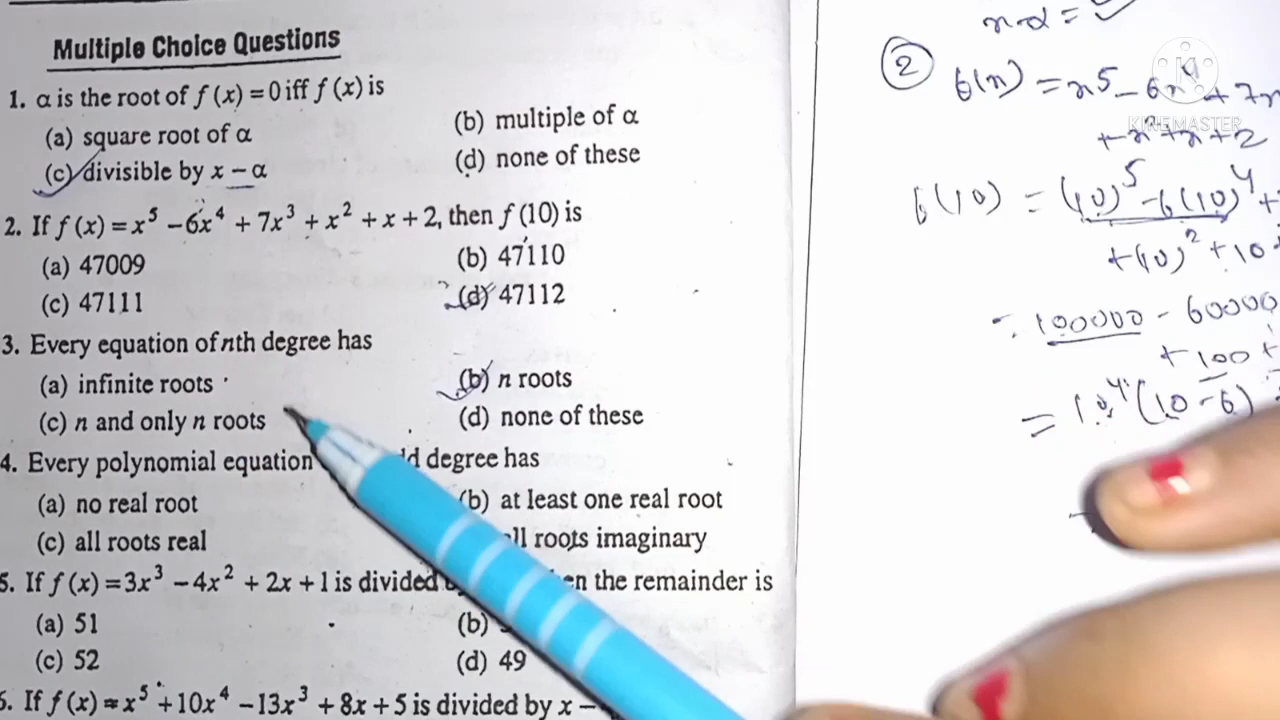 Multiple Choice Questions
1. α is the root of f (x) = 0 iff f (x) is
(a) square root of α
(b) multiple of α
(c) divisible by x – α
(d) none of these
2. If f (x) = x⁵ – 6x⁴ + 7x³ + x² + x + 2, then f (10) is
(a) 47009
(b) 47110
(c) 47111
(d) 47112
3. Every equation of nth degree has
(a) infinite roots
(b) n roots
(c) n and only n roots
(d) none of these
4. Every polynomial equation degree has
(a) no real root
(b) at least one real root
(c) all roots real
roots imaginary
5. If f (x) = 3x³ – 4x² + 2x + 1 is divided the remainder is
(a) 51
(b)
(c) 52
(d) 49
6. If f (x) = x⁵ + 10x⁴ – 13x³ + 8x + 5 is divided by x –
x-α =
②
f(x) = x⁵ - 6x⁴ + 7x
+ x² + x + 2
KINEMASTER
f(10) = (10)⁵ - 6(10)⁴ +
+(10)² + 10
= 100000 - 60000
+ 100 +
= 10⁴ (10 - 6)